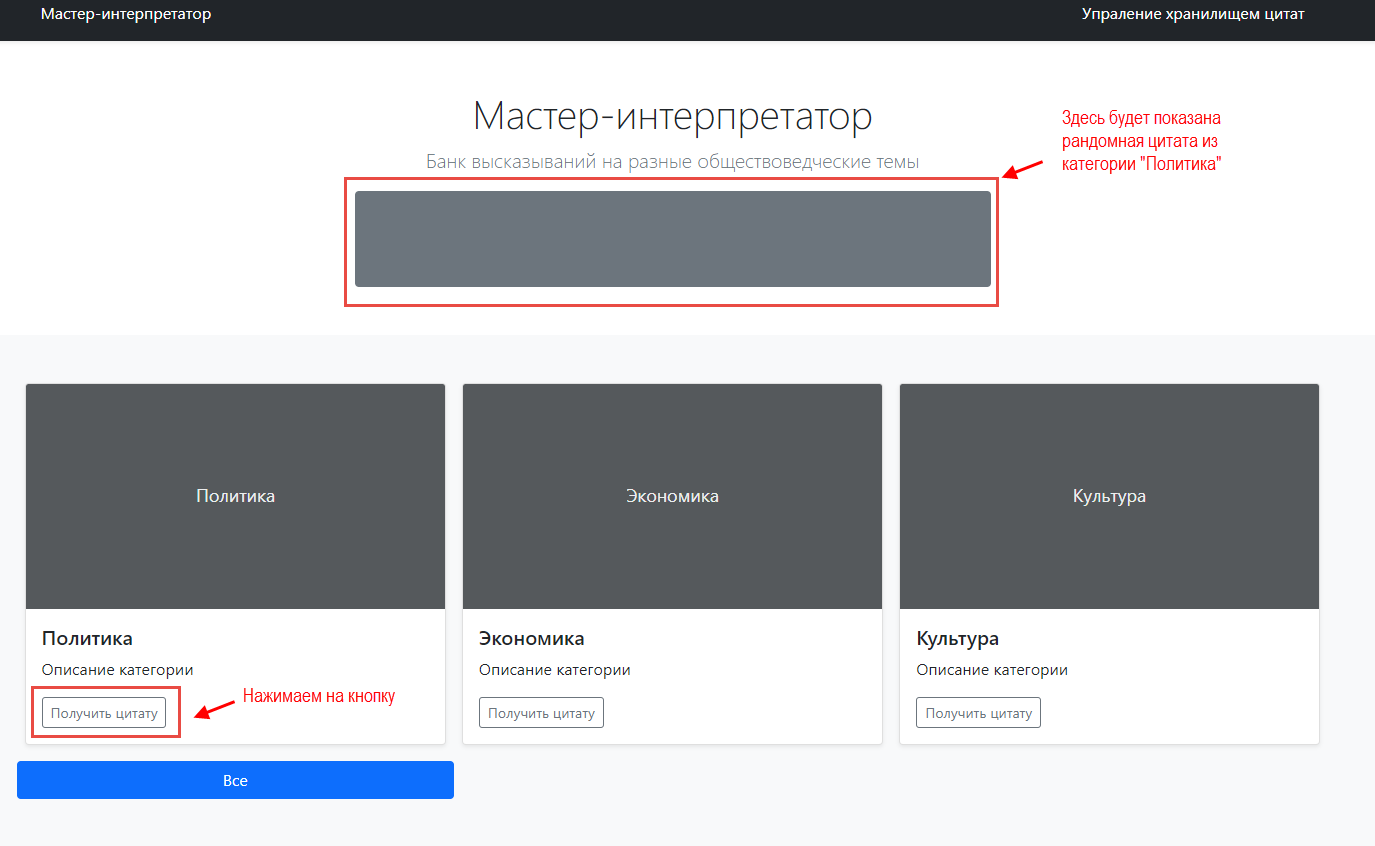 Мастер-интерпретатор
Упраление хранилищем цитат
Мастер-интерпретатор
Банк высказываний на разные обществоведческие темы
Здесь будет показана
рандомная цитата из
категории "Политика"
Политика
Экономика
Культура
Политика
Описание категории
Получить цитату
Нажимаем на кнопку
Экономика
Описание категории
Получить цитату
Культура
Описание категории
Получить цитату
Все